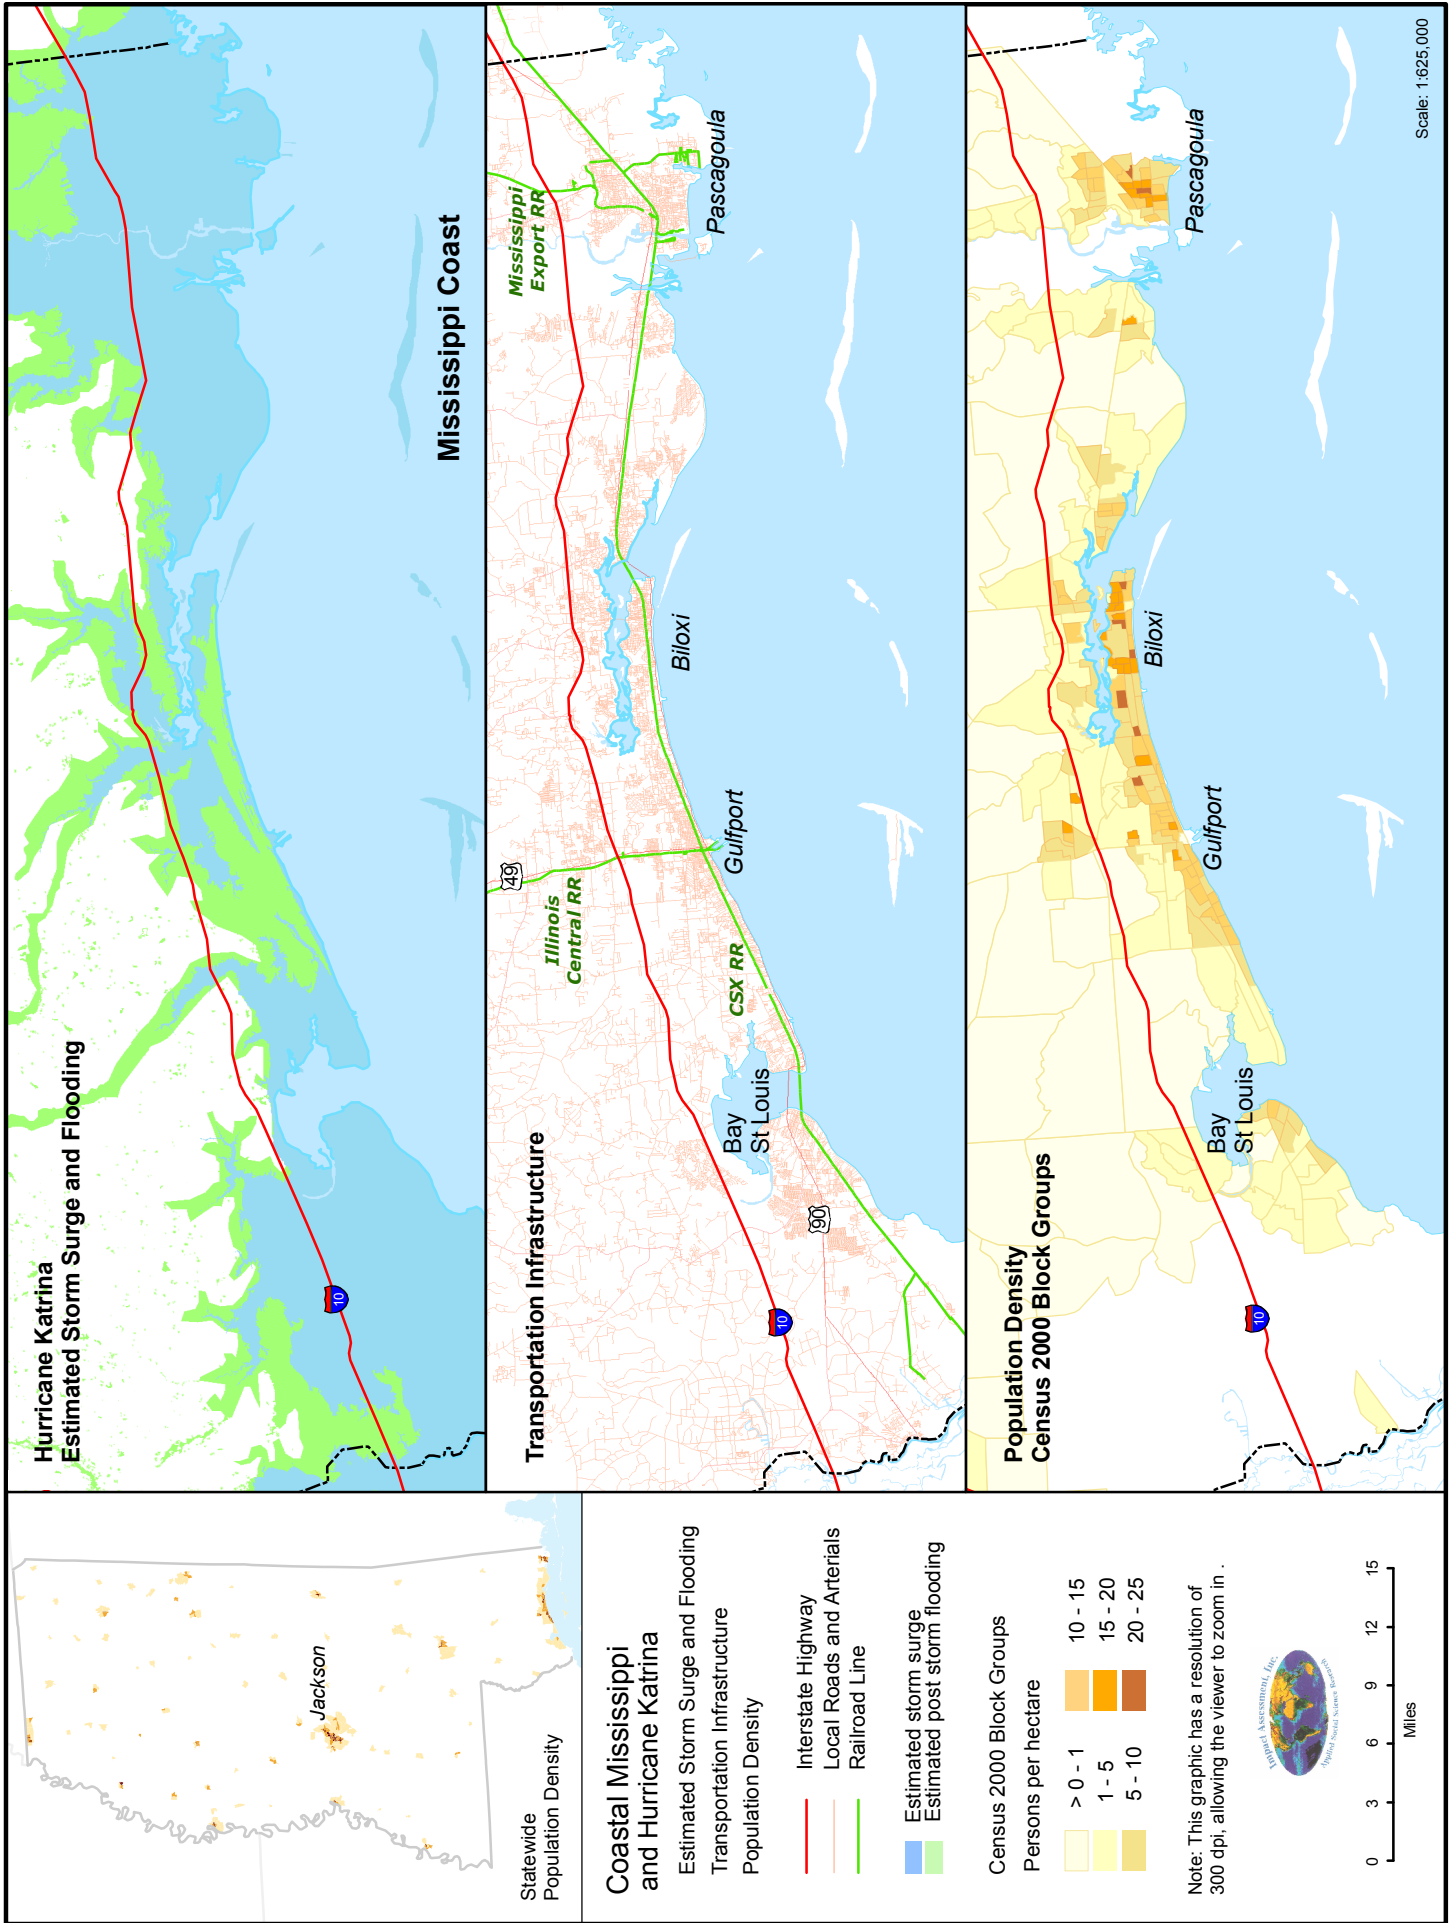 Statewide
Population Density
Jackson
Coastal Mississippi
and Hurricane Katrina
Estimated Storm Surge and Flooding
Transportation Infrastructure
Population Density
Interstate Highway
Local Roads and Arterials
Railroad Line
Estimated storm surge
Estimated post storm flooding
Census 2000 Block Groups
Persons per hectare
> 0 - 1
1 - 5
5 - 10
10 - 15
15 - 20
20 - 25
Note: This graphic has a resolution of
300 dpi, allowing the viewer to zoom in .
Impact Assessment, Inc.
Applied Social Science Research
0 3 6 9 12 15
Miles
Hurricane Katrina
Estimated Storm Surge and Flooding
10
Mississippi Coast
Transportation Infrastructure
49
Illinois
Central RR
Mississippi
Export RR
CSX RR
Bay
St Louis
90
10
Gulfport
Biloxi
Pascagoula
Population Density
Census 2000 Block Groups
10
Bay
St Louis
Gulfport
Biloxi
Pascagoula
Scale: 1:625,000